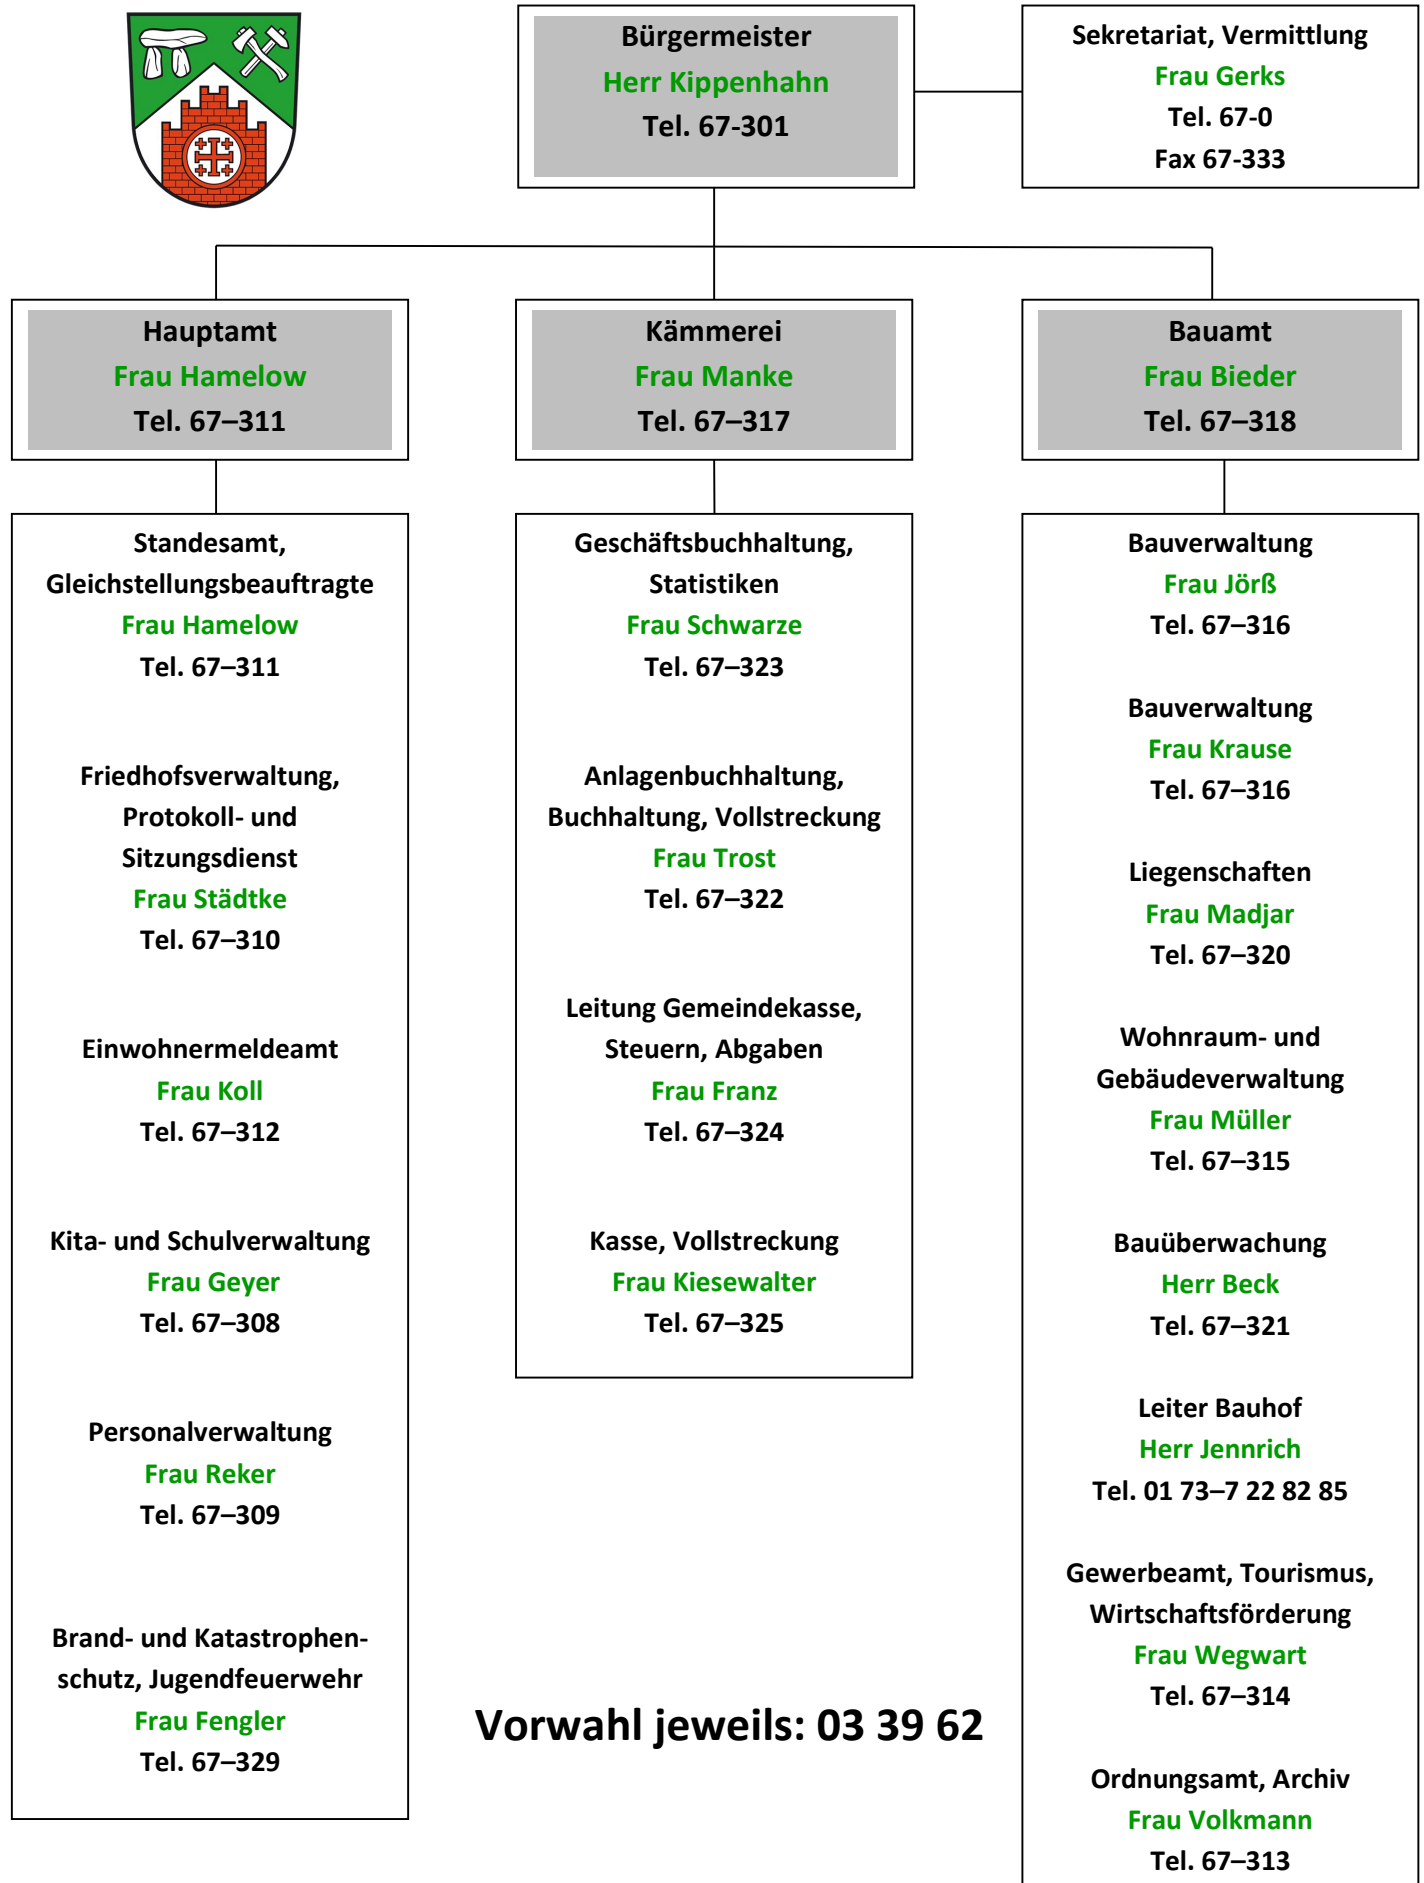 Bürgermeister
Herr Kippenhahn
Tel. 67-301
Sekretariat, Vermittlung
Frau Gerks
Tel. 67-0
Fax 67-333
Hauptamt
Frau Hamelow
Tel. 67–311
Kämmerei
Frau Manke
Tel. 67–317
Bauamt
Frau Bieder
Tel. 67–318
Standesamt,
Gleichstellungsbeauftragte
Frau Hamelow
Tel. 67–311
Friedhofsverwaltung,
Protokoll- und
Sitzungsdienst
Frau Städtke
Tel. 67–310
Einwohnermeldeamt
Frau Koll
Tel. 67–312
Kita- und Schulverwaltung
Frau Geyer
Tel. 67–308
Personalverwaltung
Frau Reker
Tel. 67–309
Brand- und Katastrophen-
schutz, Jugendfeuerwehr
Frau Fengler
Tel. 67–329
Geschäftsbuchhaltung,
Statistiken
Frau Schwarze
Tel. 67–323
Anlagenbuchhaltung,
Buchhaltung, Vollstreckung
Frau Trost
Tel. 67–322
Leitung Gemeindekasse,
Steuern, Abgaben
Frau Franz
Tel. 67–324
Kasse, Vollstreckung
Frau Kiesewalter
Tel. 67–325
Bauverwaltung
Frau Jörß
Tel. 67–316
Bauverwaltung
Frau Krause
Tel. 67–316
Liegenschaften
Frau Madjar
Tel. 67–320
Wohnraum- und
Gebäudeverwaltung
Frau Müller
Tel. 67–315
Bauüberwachung
Herr Beck
Tel. 67–321
Leiter Bauhof
Herr Jennrich
Tel. 01 73–7 22 82 85
Gewerbeamt, Tourismus,
Wirtschaftsförderung
Frau Wegwart
Tel. 67–314
Ordnungsamt, Archiv
Frau Volkmann
Tel. 67–313
Vorwahl jeweils: 03 39 62